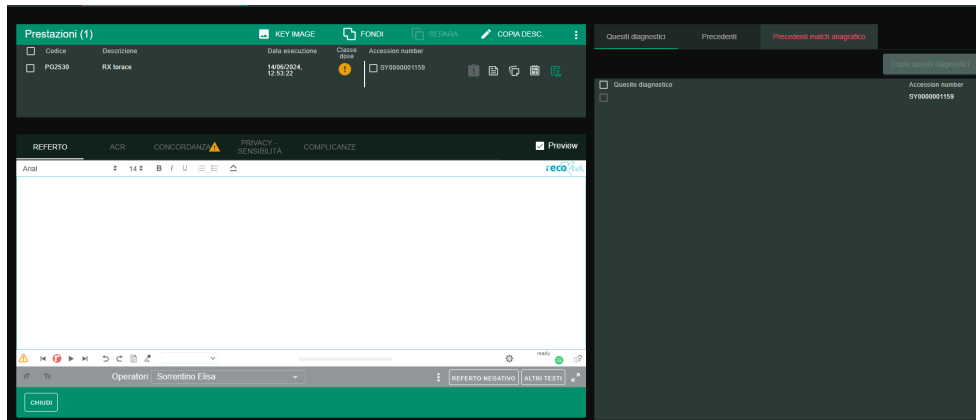 Prestazioni (1) KEY IMAGE FONDI SEPARA COPIA DESC.
Codice Descrizione Data esecuzione Classe dose Accession number
PG2530 RX torace 14/06/2024, 12:53:22 SY0000001159
REFERTO ACR CONCORDANZA PRIVACY - SENSIBILITÀ COMPLICANZE Preview
Arial 14 B I U
reco
ready
Operatori: Sorrentino Elisa REFERTO NEGATIVO ALTRI TESTI
CHIUDI
Quesiti diagnostici Precedenti Precedenti match anagrafico
Copia quesiti diagnostici
Quesito diagnostico Accession number
SY0000001159